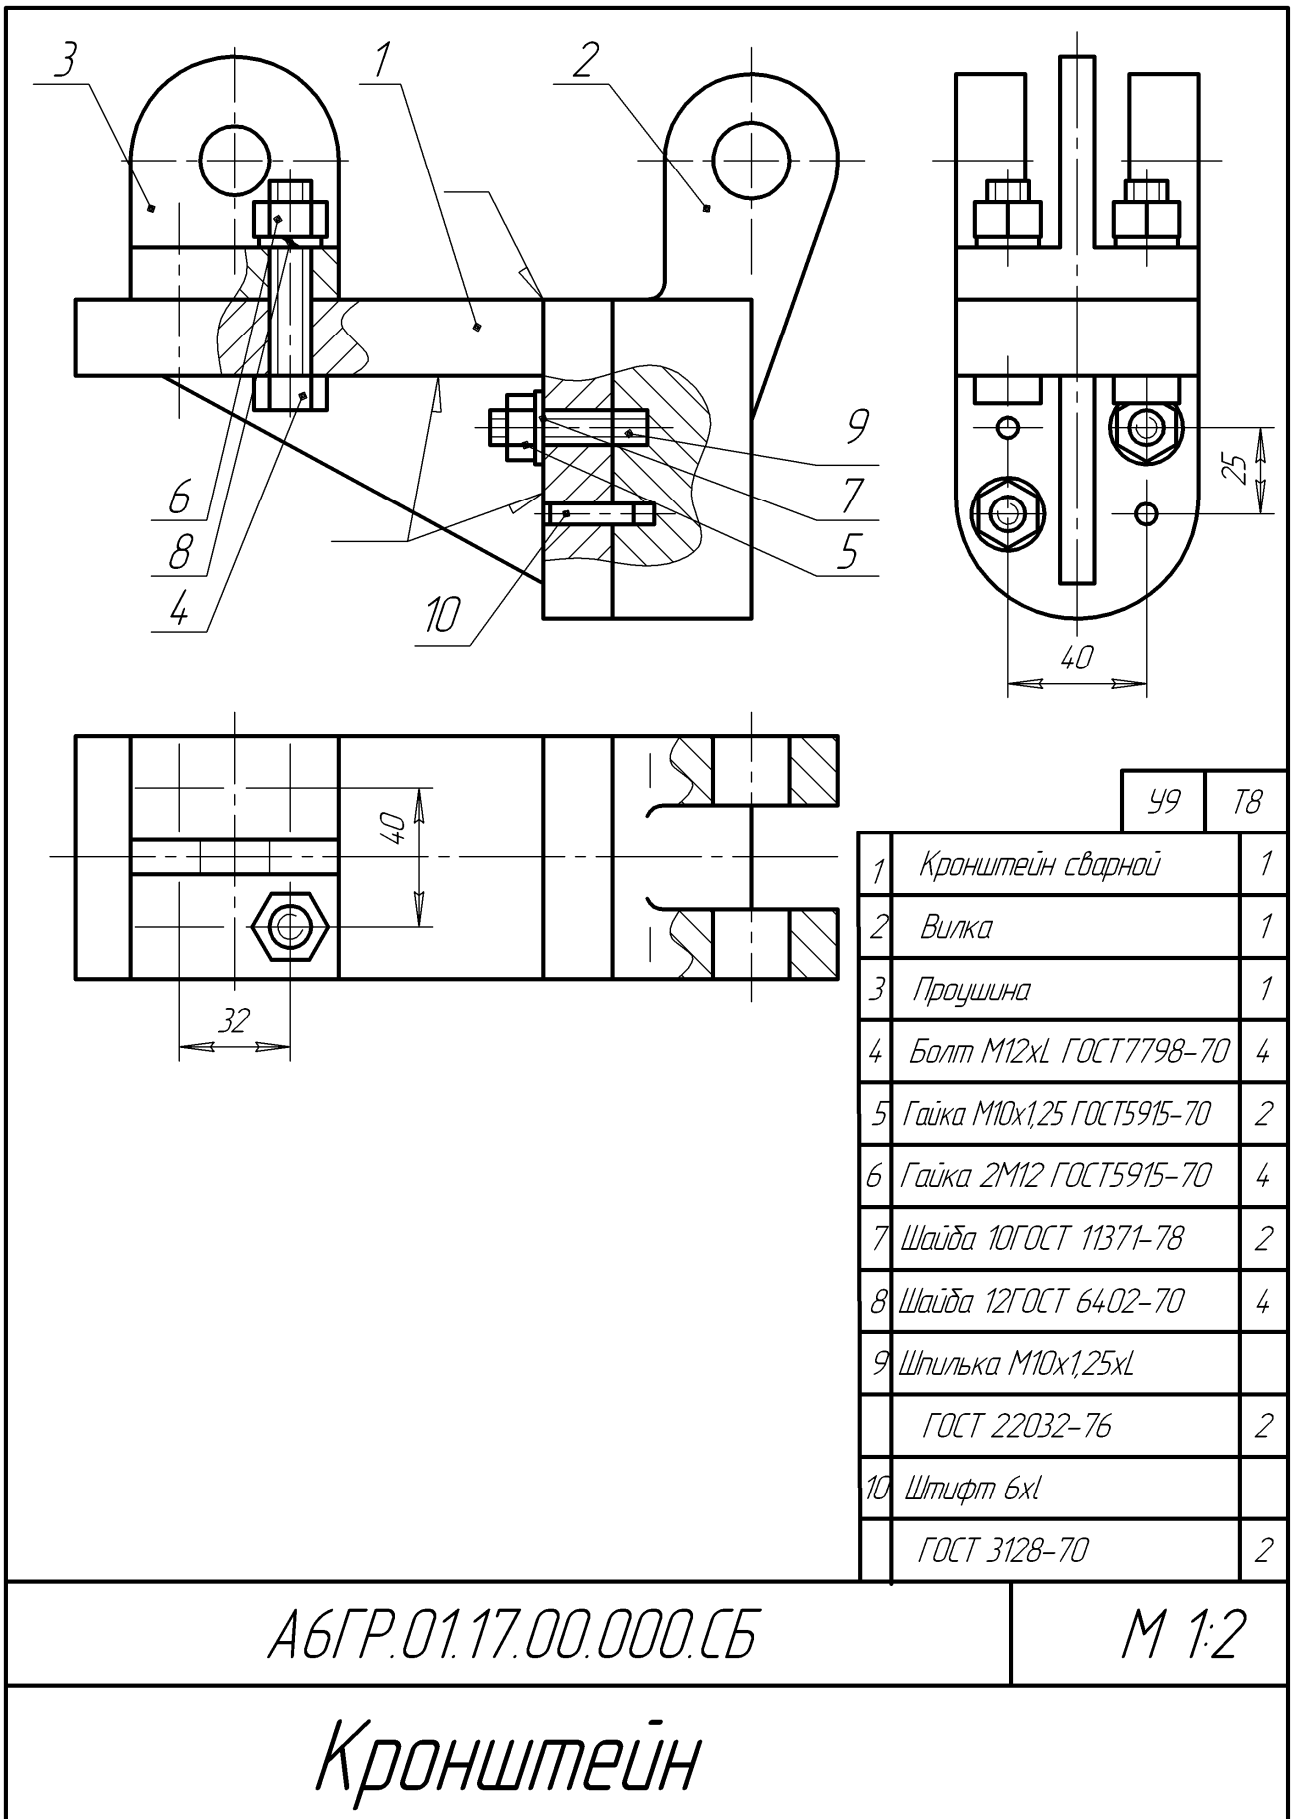 3
1
2
9
7
5
6
8
4
10
25
40
40
32
У9 Т8
1 Кронштейн сварной 1
2 Вилка 1
3 Проушина 1
4 Болт М12хL ГОСТ7798-70 4
5 Гайка М10х1,25 ГОСТ5915-70 2
6 Гайка 2М12 ГОСТ5915-70 4
7 Шайба 10ГОСТ 11371-78 2
8 Шайба 12ГОСТ 6402-70 4
9 Шпилька М10х1,25хL
ГОСТ 22032-76 2
10 Штифт 6хl
ГОСТ 3128-70 2
А6ГР.01.17.00.000.СБ М 1:2
Кронштейн